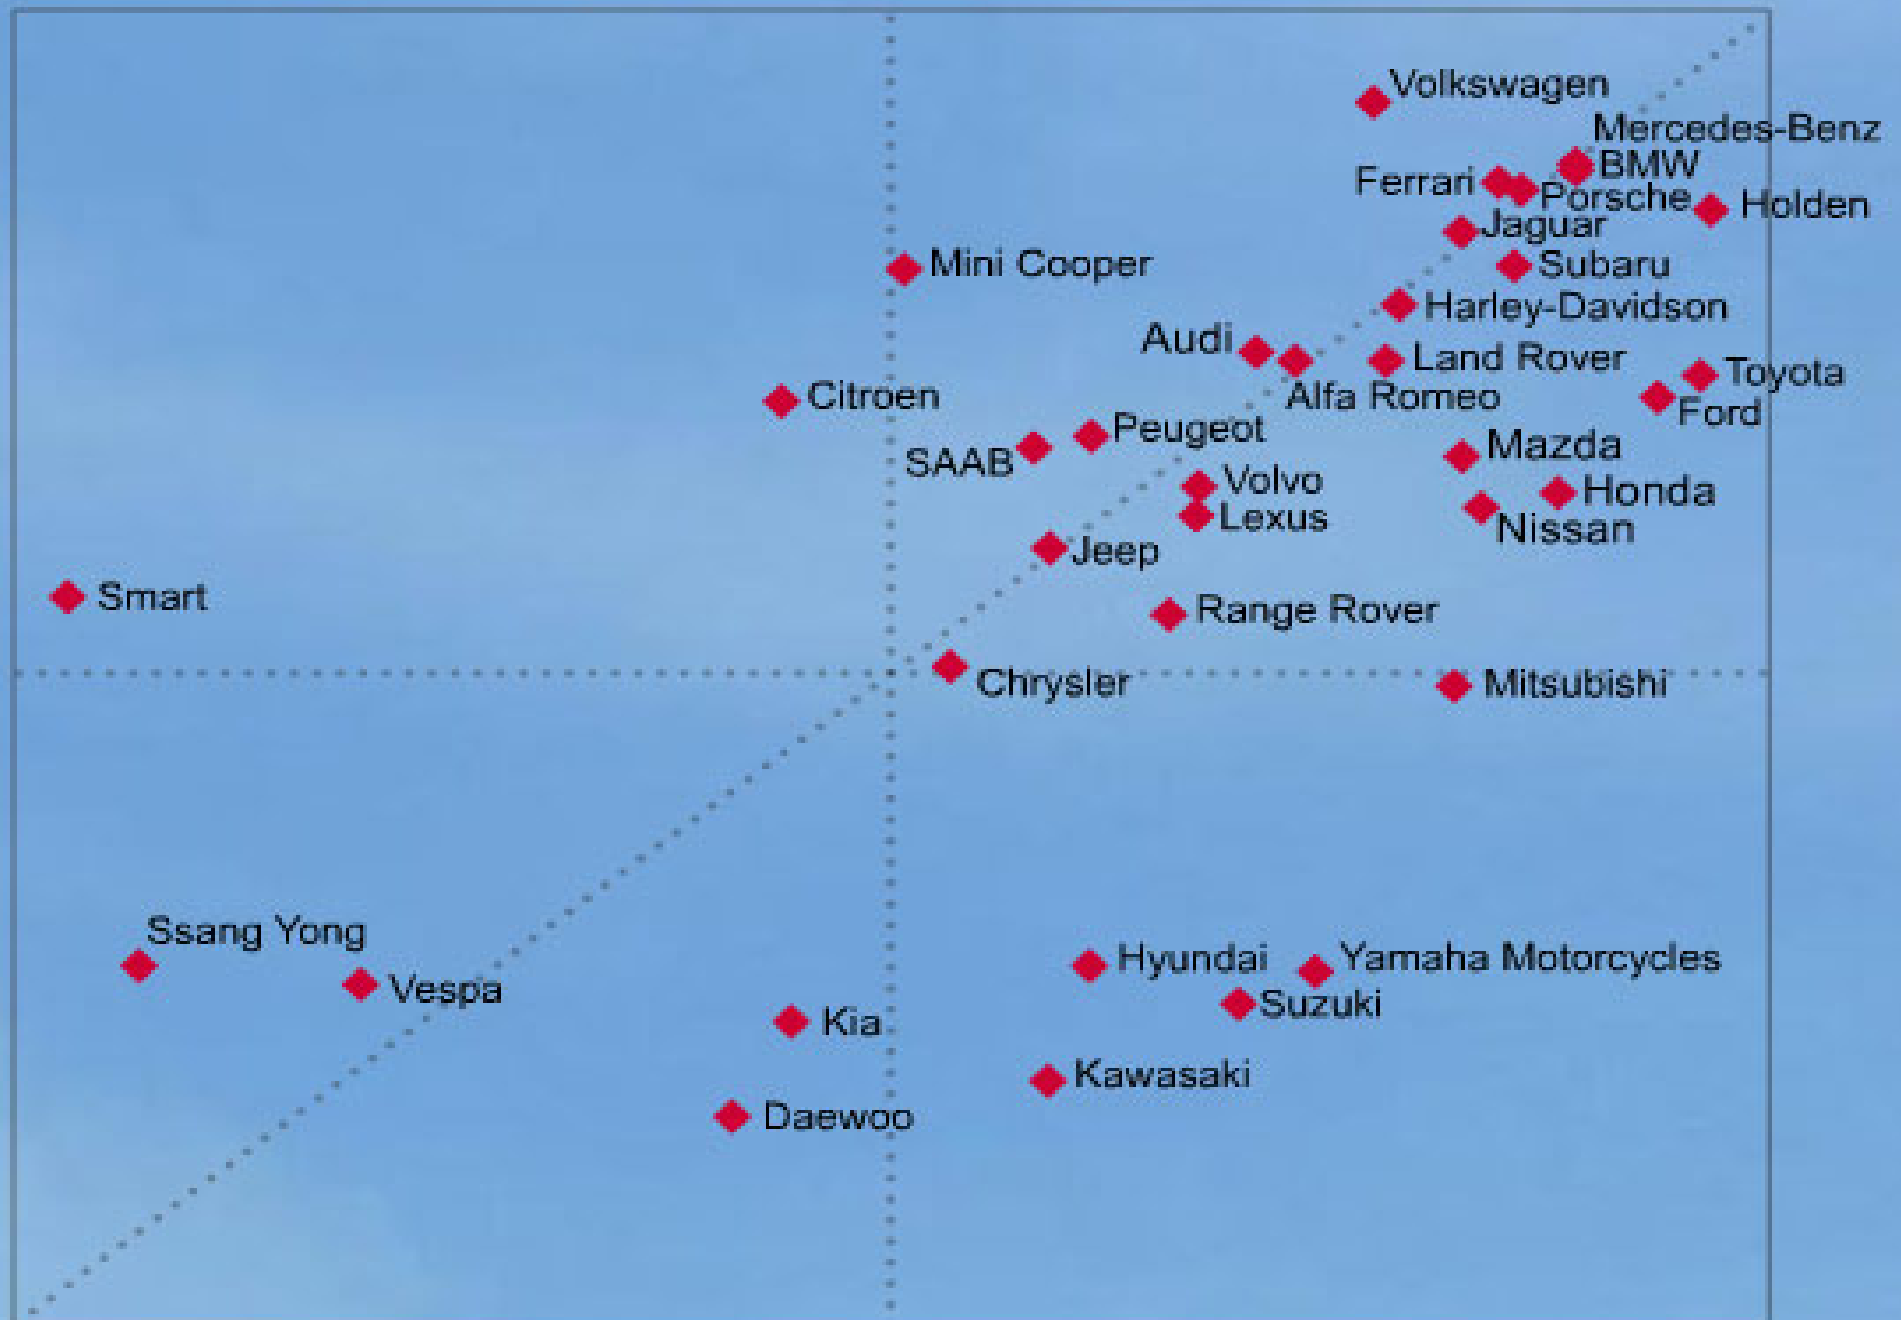 Volkswagen
Mercedes-Benz
BMW
Ferrari
Porsche
Holden
Jaguar
Mini Cooper
Subaru
Harley-Davidson
Audi
Land Rover
Toyota
Citroen
Alfa Romeo
Ford
Peugeot
SAAB
Mazda
Volvo
Honda
Lexus
Nissan
Jeep
Smart
Range Rover
Chrysler
Mitsubishi
Ssang Yong
Vespa
Hyundai
Yamaha Motorcycles
Suzuki
Kia
Kawasaki
Daewoo